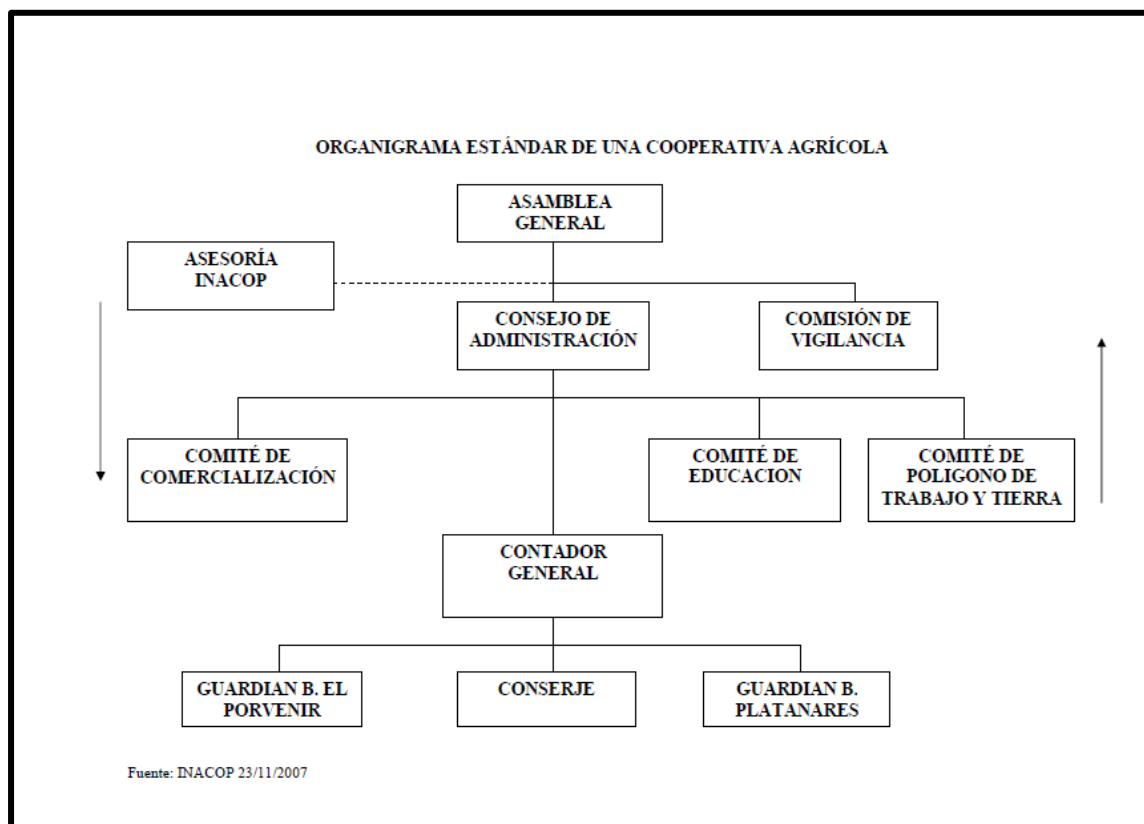 ORGANIGRAMA ESTÁNDAR DE UNA COOPERATIVA AGRÍCOLA
ASAMBLEA
GENERAL
ASESORÍA
INACOP
CONSEJO DE
ADMINISTRACIÓN
COMISIÓN DE
VIGILANCIA
COMITÉ DE
COMERCIALIZACIÓN
COMITÉ DE
EDUCACION
COMITÉ DE
POLIGONO DE
TRABAJO Y TIERRA
CONTADOR
GENERAL
GUARDIAN B. EL
PORVENIR
CONSERJE
GUARDIAN B.
PLATANARES
Fuente: INACOP 23/11/2007